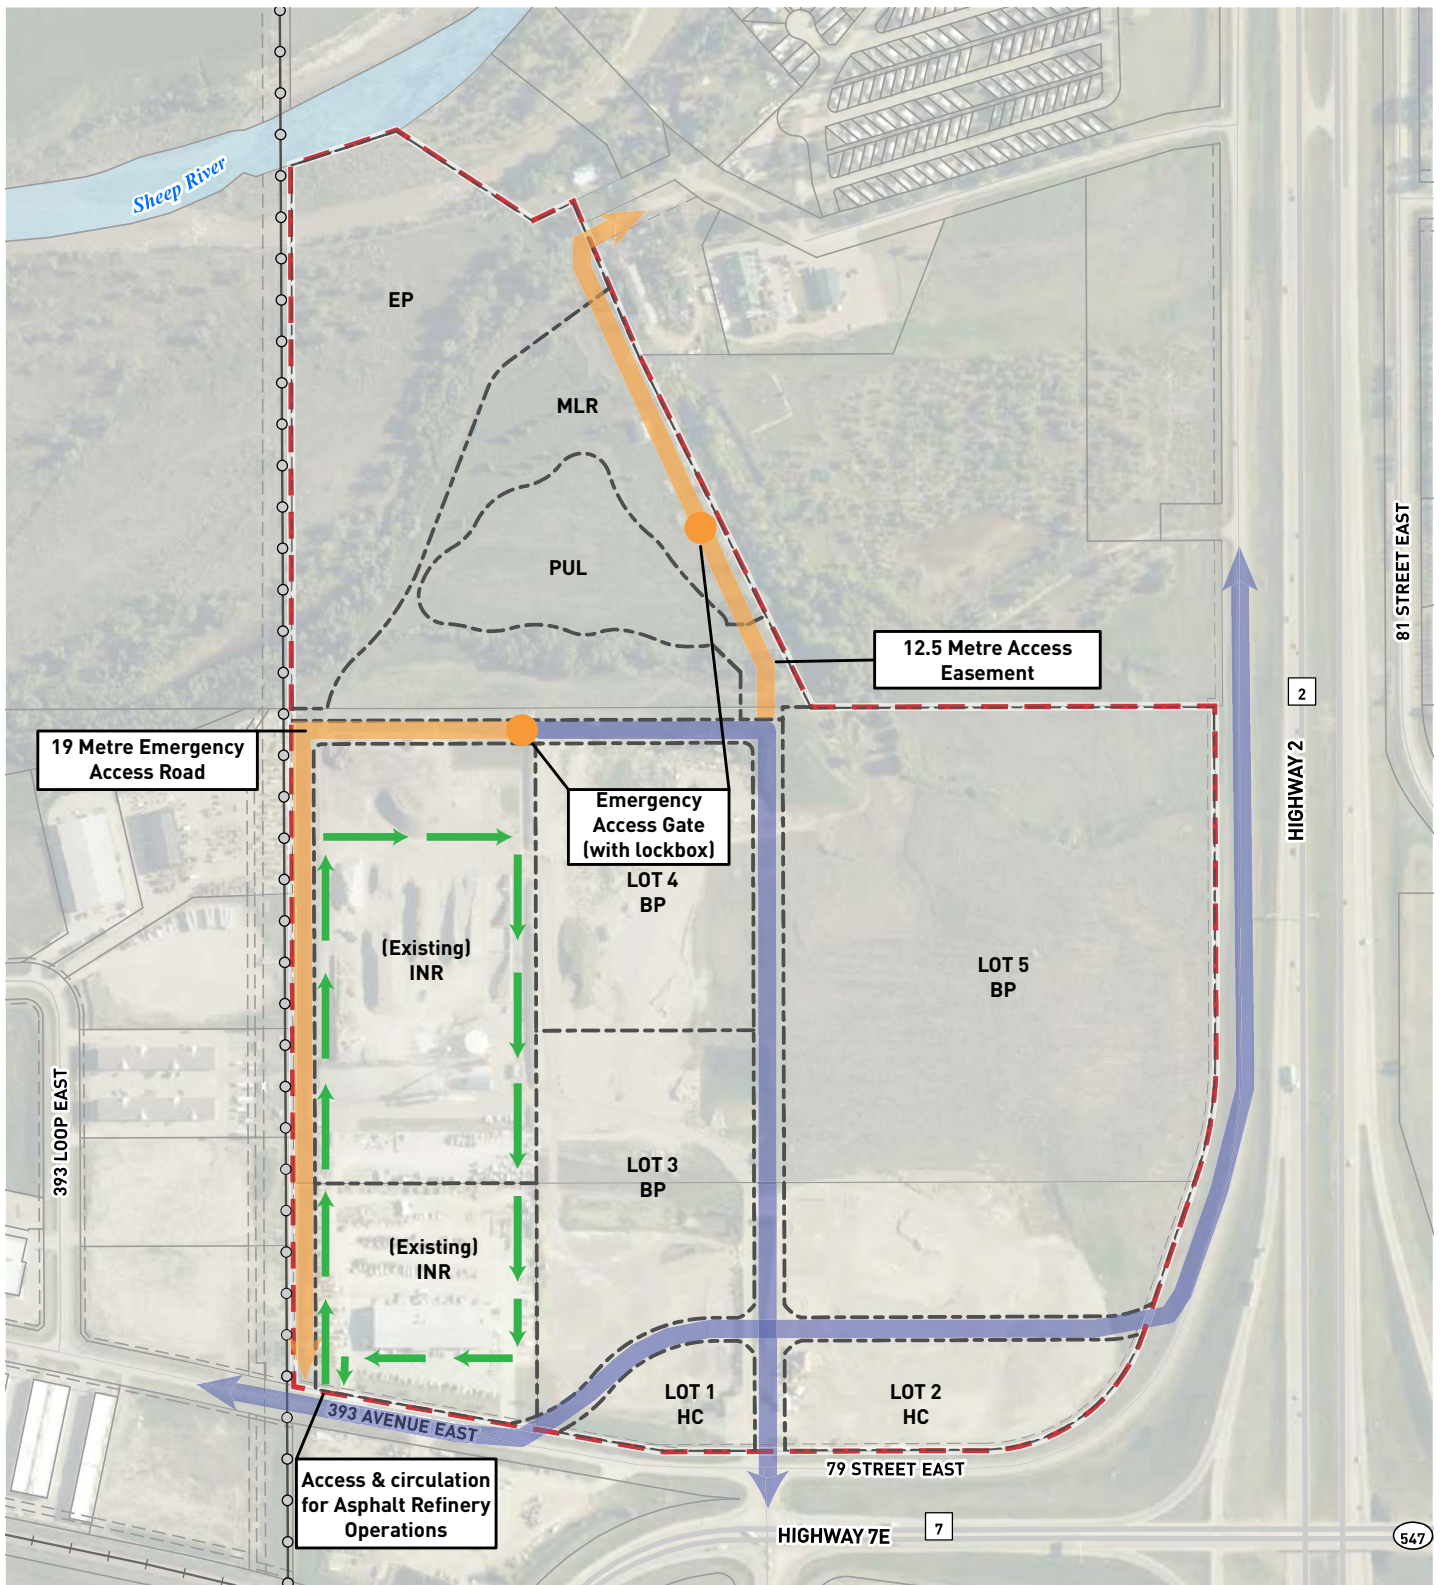 Sheep River
EP
MLR
PUL
81 STREET EAST
12.5 Metre Access
Easement
2
HIGHWAY 2
19 Metre Emergency
Access Road
Emergency
Access Gate
(with lockbox)
LOT 4
BP
(Existing)
INR
LOT 5
BP
393 LOOP EAST
LOT 3
BP
(Existing)
INR
LOT 1
HC
LOT 2
HC
393 AVENUE EAST
79 STREET EAST
Access & circulation
for Asphalt Refinery
Operations
HIGHWAY 7E
7
547